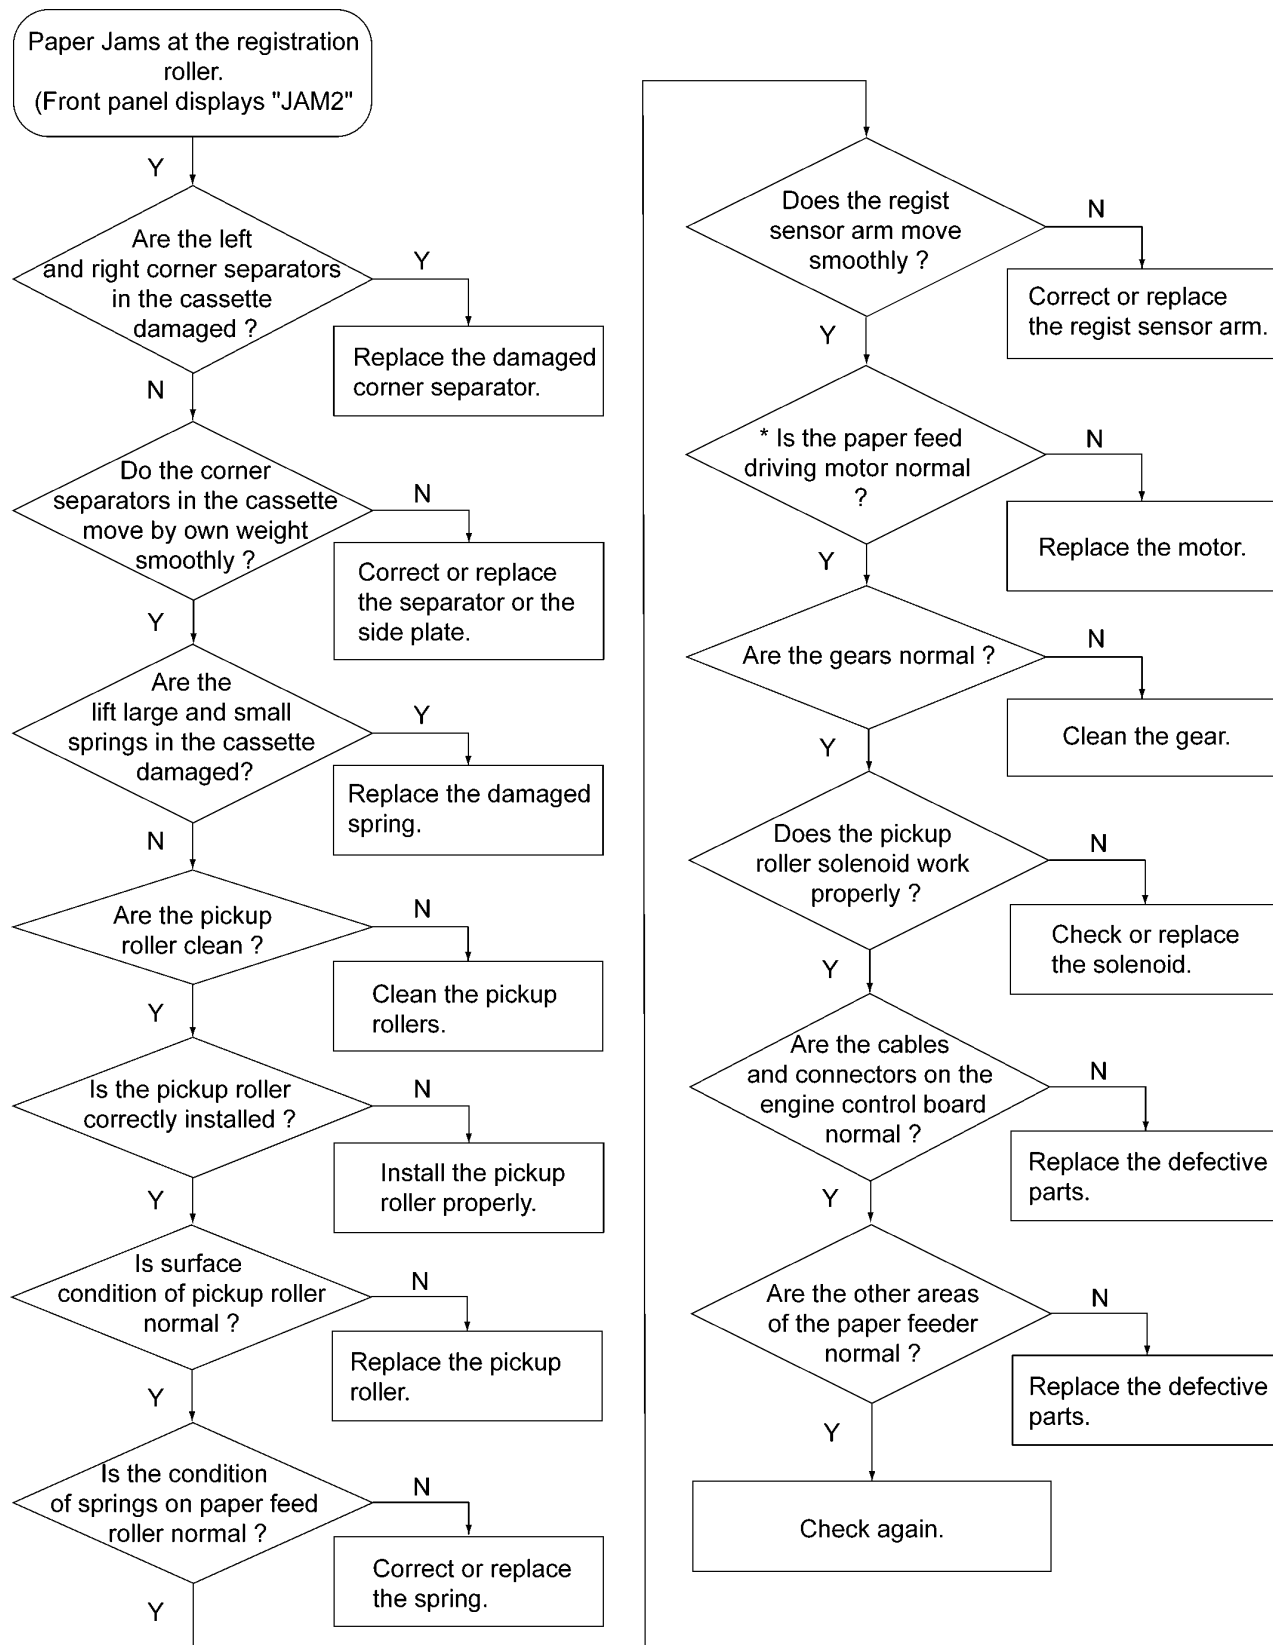 Paper Jams at the registration
roller.
(Front panel displays "JAM2"
Y
Are the left
and right corner separators
in the cassette
damaged ?
Y
Replace the damaged
corner separator.
N
Do the corner
separators in the cassette
move by own weight
smoothly ?
N
Correct or replace
the separator or the
side plate.
Y
Are the
lift large and small
springs in the cassette
damaged?
Y
Replace the damaged
spring.
N
Are the pickup
roller clean ?
N
Clean the pickup
rollers.
Y
Is the pickup roller
correctly installed ?
N
Install the pickup
roller properly.
Y
Is surface
condition of pickup roller
normal ?
N
Replace the pickup
roller.
Y
Is the condition
of springs on paper feed
roller normal ?
N
Correct or replace
the spring.
Y
Does the regist
sensor arm move
smoothly ?
N
Correct or replace
the regist sensor arm.
Y
* Is the paper feed
driving motor normal
?
N
Replace the motor.
Y
Are the gears normal ?
N
Clean the gear.
Y
Does the pickup
roller solenoid work
properly ?
N
Check or replace
the solenoid.
Y
Are the cables
and connectors on the
engine control board
normal ?
N
Replace the defective
parts.
Y
Are the other areas
of the paper feeder
normal ?
N
Replace the defective
parts.
Y
Check again.